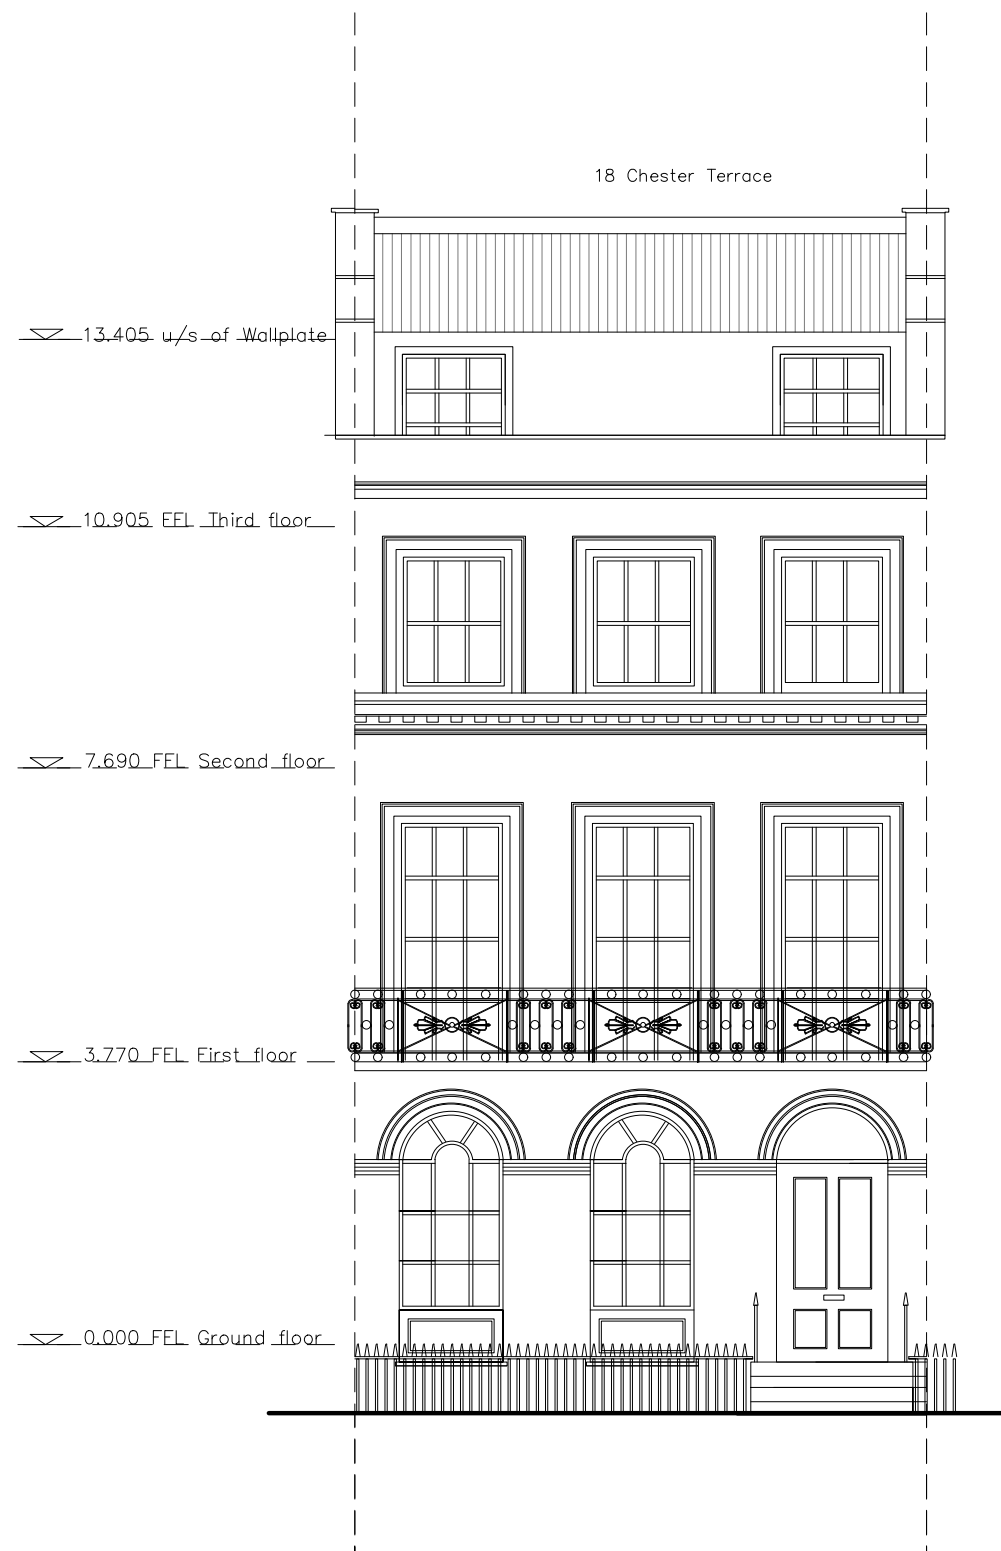 18 Chester Terrace
13.405 u/s of Wallplate
10.905 FFL Third floor
7.690 FFL Second floor
3.770 FFL First floor
0.000 FFL Ground floor